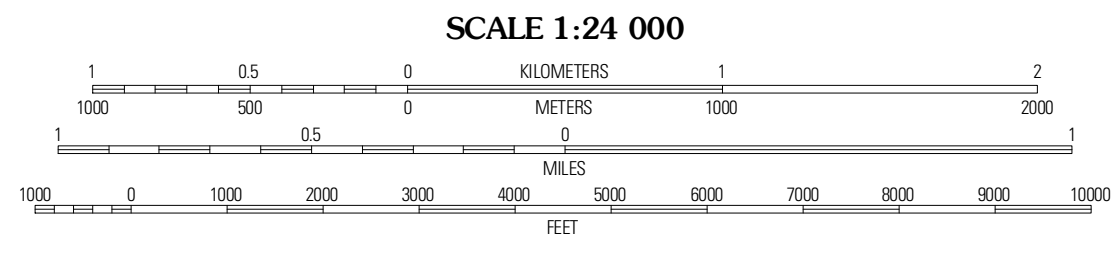 SCALE 1:24 000
1 0.5 0 KILOMETERS 1 2
1000 500 0 METERS 1000 2000
1 0.5 0 1
MILES
1000 0 1000 2000 3000 4000 5000 6000 7000 8000 9000 10000
FEET